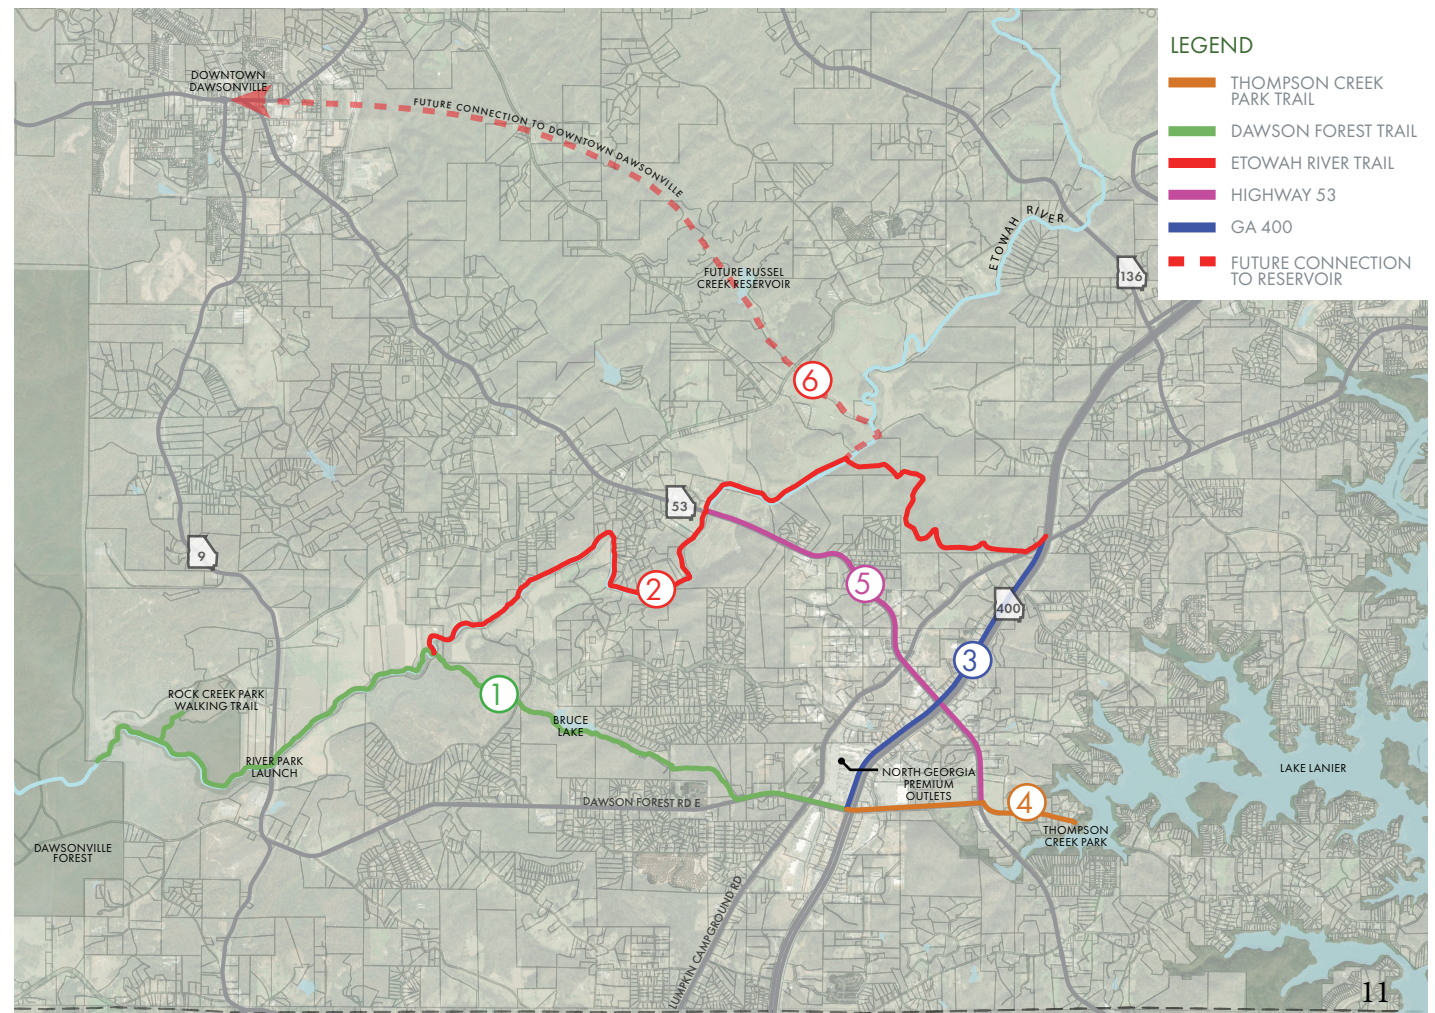 LEGEND
THOMPSON CREEK
PARK TRAIL
DAWSON FOREST TRAIL
ETOWAH RIVER TRAIL
HIGHWAY 53
GA 400
FUTURE CONNECTION
TO RESERVOIR
DOWNTOWN
DAWSONVILLE
FUTURE CONNECTION TO DOWNTOWN DAWSONVILLE
ETOWAH RIVER
136
FUTURE RUSSEL
CREEK RESERVOIR
6
53
9
2
5
400
3
1
ROCK CREEK PARK
WALKING TRAIL
BRUCE
LAKE
RIVER PARK
LAUNCH
NORTH GEORGIA
PREMIUM
OUTLETS
LAKE LANIER
DAWSON FOREST RD E
4
THOMPSON
CREEK PARK
DAWSONVILLE
FOREST
LUMPKIN CAMPGROUND RD
11